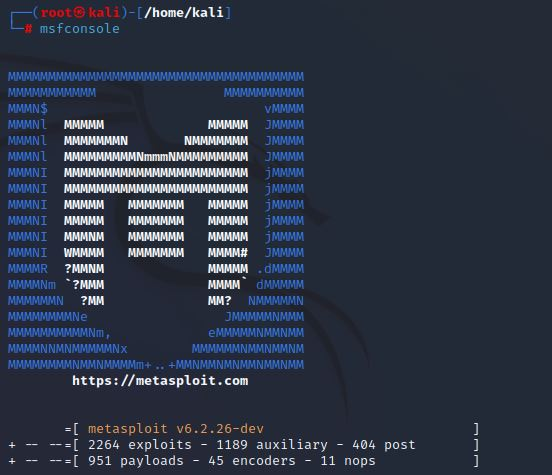 ┌──(root㉿kali)-[/home/kali]
└─# msfconsole
MMMMMMMMMMMMMMMMMMMMMMMMMMMMMMMMMMMMM
MMMMMMMMMMM                MMMMMMMMMM
MMMN$                           vMMMM
MMMNl  MMMMM             MMMMM  JMMMM
MMMNl  MMMMMMMN       NMMMMMMM  JMMMM
MMMNl  MMMMMMMMMNmmmNMMMMMMMMM  JMMMM
MMMNI  MMMMMMMMMMMMMMMMMMMMMMM  jMMMM
MMMNI  MMMMMMMMMMMMMMMMMMMMMMM  jMMMM
MMMNI  MMMMM   MMMMMMM   MMMMM  jMMMM
MMMNI  MMMMM   MMMMMMM   MMMMM  jMMMM
MMMNI  MMMNM   MMMMMMM   MMMMM  jMMMM
MMMNI  WMMMM   MMMMMMM   MMMM#  JMMMM
MMMMR  ?MMNM             MMMMM .dMMMM
MMMMNm `?MMM             MMMM` dMMMMM
MMMMMMN  ?MM             MM?  NMMMMMN
MMMMMMMMNe                 JMMMMMNMMM
MMMMMMMMMMNm,            eMMMMMNMMNMM
MMMMNNMNMMMMMNx        MMMMMMNMMNMMNM
MMMMMMMMNMMNMMMMm+..+MMNMMNMNMMNMMNMM
https://metasploit.com
=[ metasploit v6.2.26-dev ]
+ -- --=[ 2264 exploits - 1189 auxiliary - 404 post ]
+ -- --=[ 951 payloads - 45 encoders - 11 nops ]